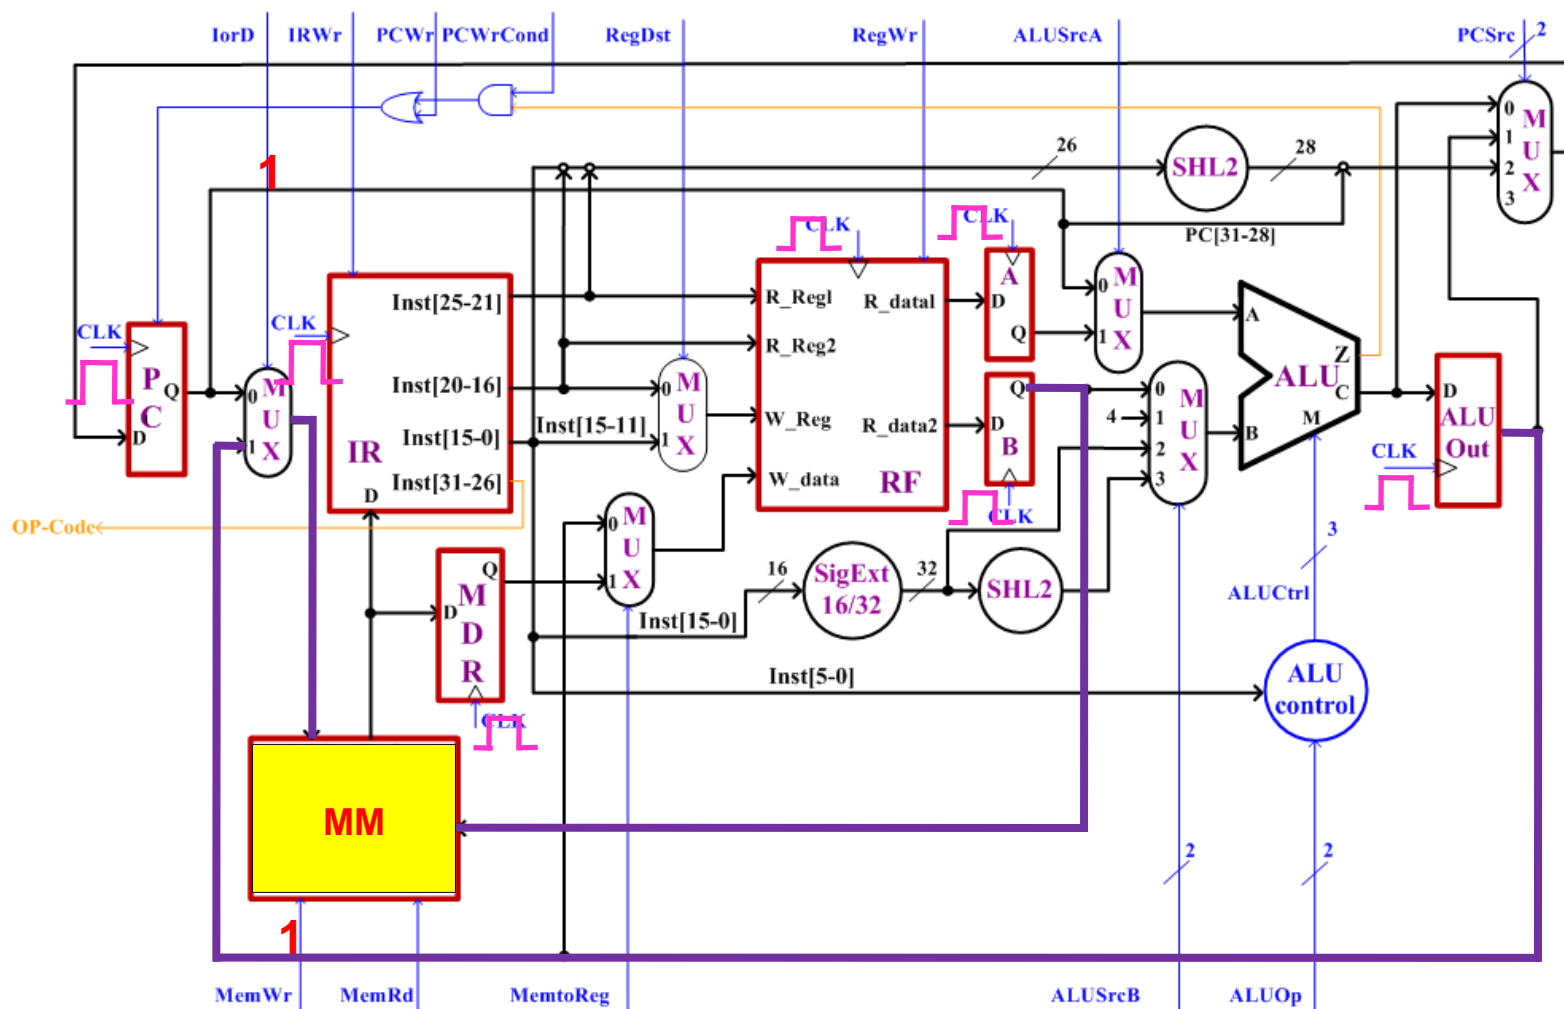 IorD IRWr PCWr PCWrCond RegDst RegWr ALUSrcA PCSrc 2
1
26 28
SHL2
PC[31-28]
0 1 2 3 M U X
CLK
P C Q D
0 1 M U X
CLK
Inst[25-21]
Inst[20-16]
Inst[15-0]
Inst[31-26]
IR
D
Inst[15-11]
0 1 M U X
CLK
R_Reg1
R_Reg2
W_Reg
W_data
R_data1
R_data2
RF
CLK
A
D
Q
Q
D
B
CLK
0 1 M U X
0
4 1
2
3
M U X
A
B
ALU
Z
C
M
D
ALU
Out
CLK
OP-Code
D
Q
M D R
CLK
0 1 M U X
16
SigExt
16/32
32
SHL2
Inst[15-0]
Inst[5-0]
3
ALUCtrl
ALU
control
MM
1
2 2
MemWr MemRd MemtoReg ALUSrcB ALUOp